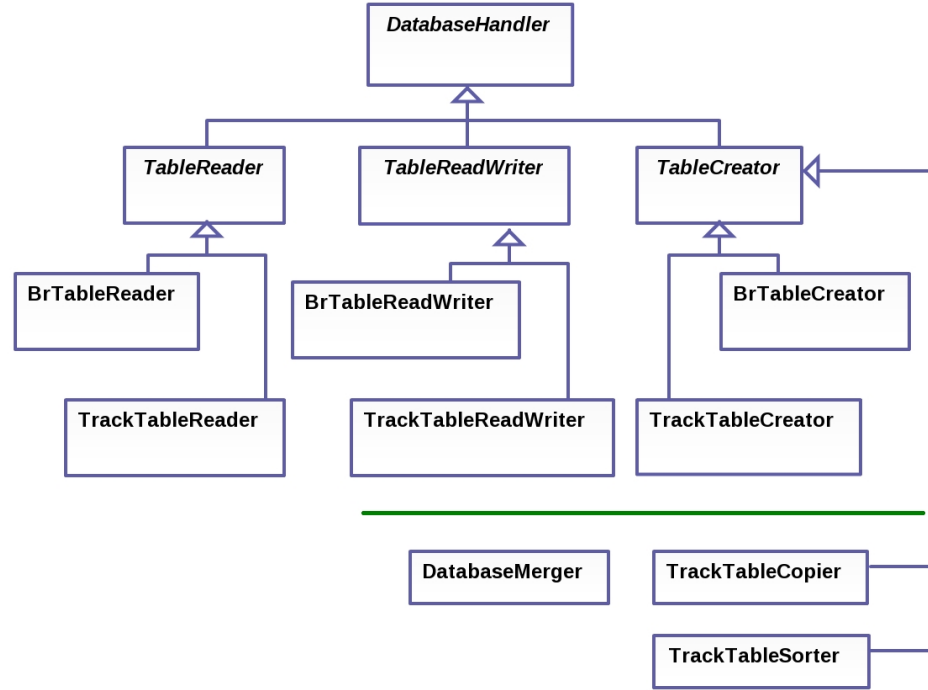 DatabaseHandler
TableReader
TableReadWriter
TableCreator
BrTableReader
BrTableReadWriter
BrTableCreator
TrackTableReader
TrackTableReadWriter
TrackTableCreator
DatabaseMerger
TrackTableCopier
TrackTableSorter